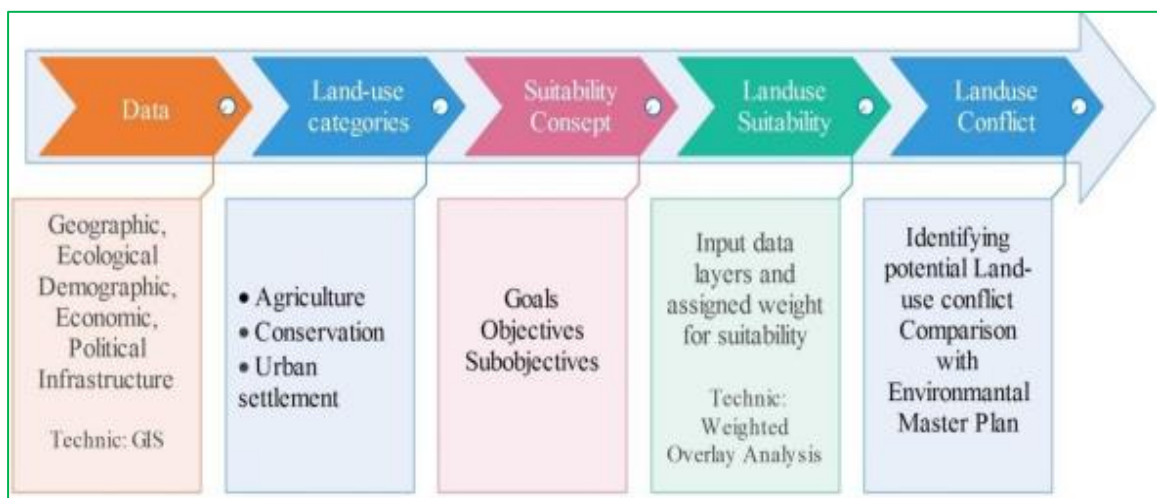 Data
Land-use
categories
Suitability
Consept
Landuse
Suitability
Landuse
Conflict
Geographic,
Ecological
Demographic,
Economic,
Political
Infrastructure
Technic: GIS
• Agriculture
• Conservation
• Urban
settlement
Goals
Objectives
Subobjectives
Input data
layers and
assigned weight
for suitability
Technic:
Weighted
Overlay Analysis
Identifying
potential Land-
use conflict
Comparison
with
Environmantal
Master Plan